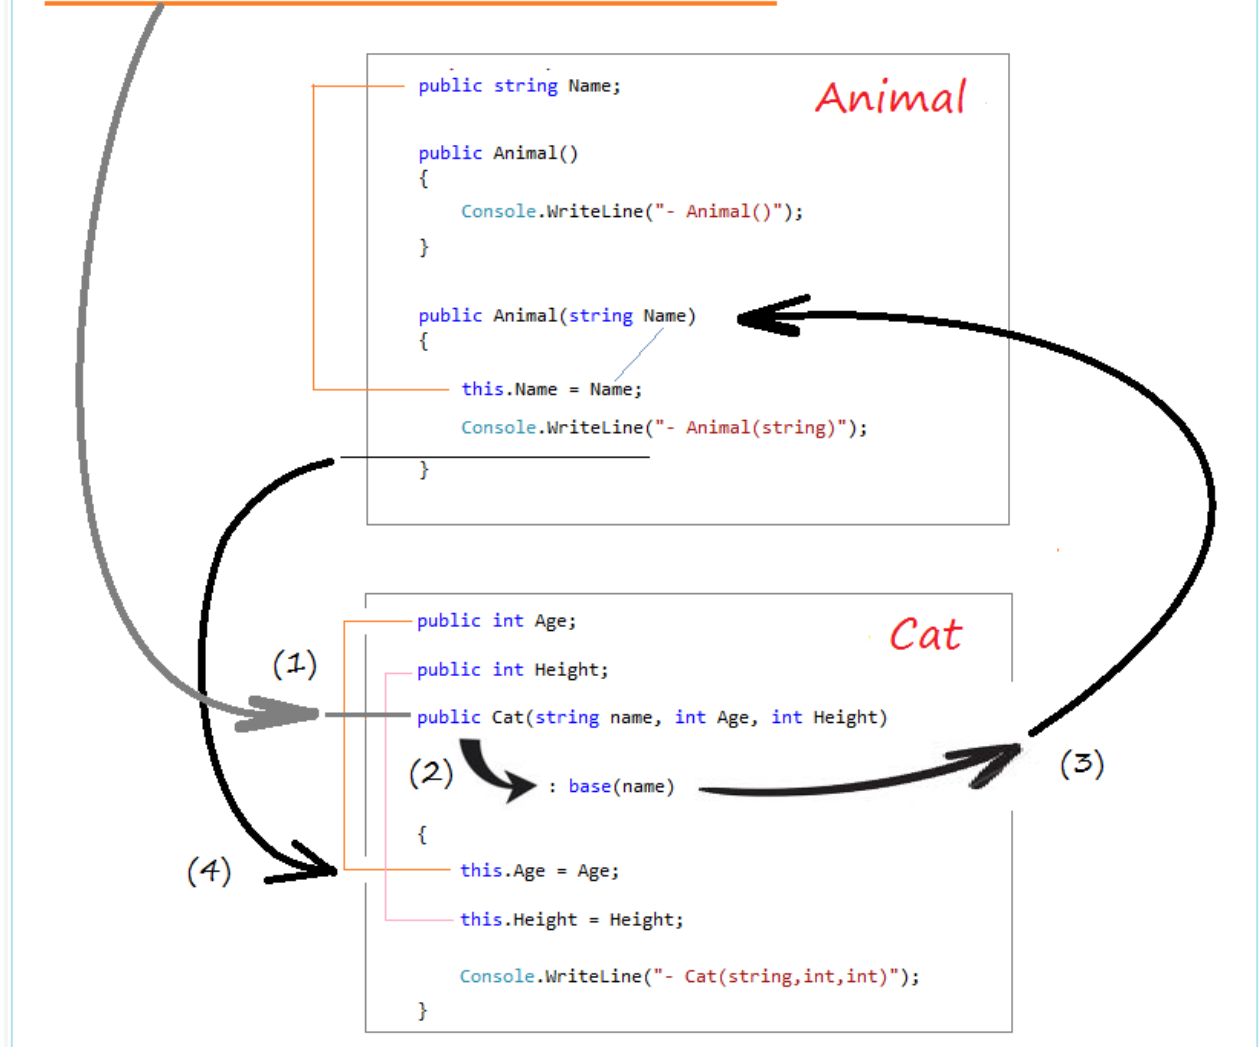 public string Name;
Animal
public Animal()
{
Console.WriteLine("- Animal()");
}
public Animal(string Name)
{
this.Name = Name;
Console.WriteLine("- Animal(string)");
}
public int Age;
Cat
(1)
public int Height;
public Cat(string name, int Age, int Height)
(2)
: base(name)
(3)
{
(4)
this.Age = Age;
this.Height = Height;
Console.WriteLine("- Cat(string,int,int)");
}